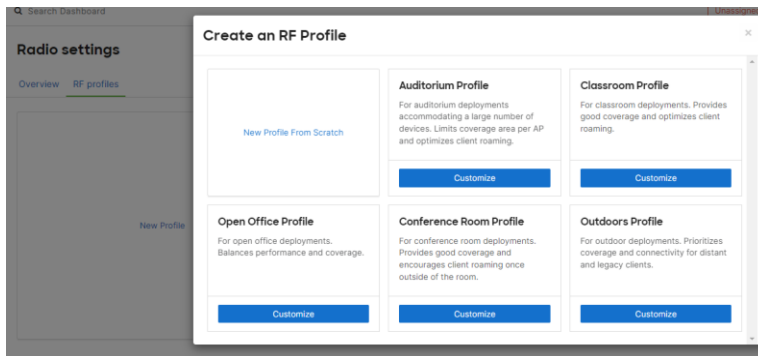 Search Dashboard
Unassigned
Radio settings
Overview RF profiles
New Profile
Create an RF Profile
×
New Profile From Scratch
Auditorium Profile
For auditorium deployments
accommodating a large number of
devices. Limits coverage area per AP
and optimizes client roaming.
Customize
Classroom Profile
For classroom deployments. Provides
good coverage and optimizes client
roaming.
Customize
Open Office Profile
For open office deployments.
Balances performance and coverage.
Customize
Conference Room Profile
For conference room deployments.
Provides good coverage and
encourages client roaming once
outside of the room.
Customize
Outdoors Profile
For outdoor deployments. Prioritizes
coverage and connectivity for distant
and legacy clients.
Customize